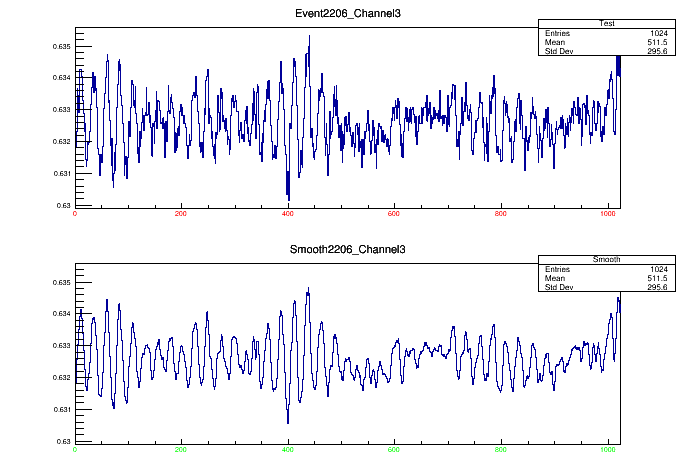 Event2206_Channel3
Test
Entries 1024
Mean 511.5
Std Dev 295.6
0.635
0.634
0.633
0.632
0.631
0.63
0 200 400 600 800 1000
Smooth2206_Channel3
Smooth
Entries 1024
Mean 511.5
Std Dev 295.6
0.635
0.634
0.633
0.632
0.631
0.63
0 200 400 600 800 1000